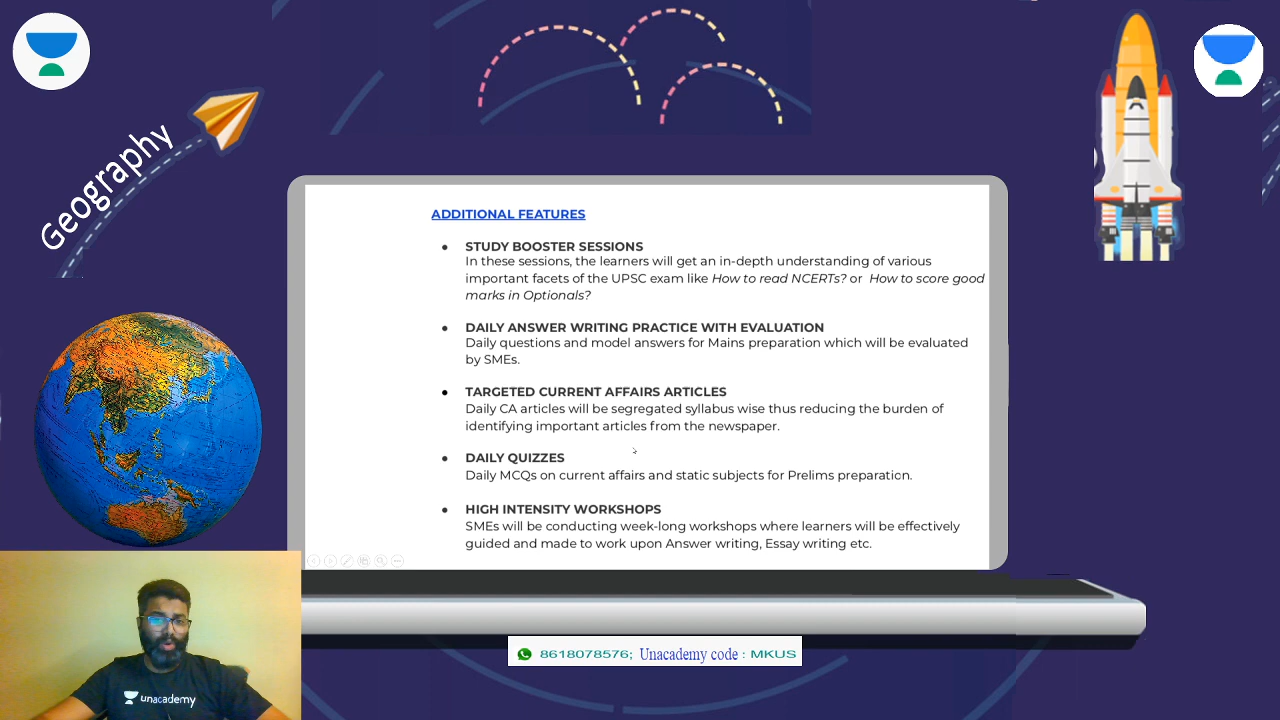 Geography
ADDITIONAL FEATURES
● STUDY BOOSTER SESSIONS
In these sessions, the learners will get an in-depth understanding of various
important facets of the UPSC exam like How to read NCERTs? or How to score good
marks in Optionals?
● DAILY ANSWER WRITING PRACTICE WITH EVALUATION
Daily questions and model answers for Mains preparation which will be evaluated
by SMEs.
● TARGETED CURRENT AFFAIRS ARTICLES
Daily CA articles will be segregated syllabus wise thus reducing the burden of
identifying important articles from the newspaper.
● DAILY QUIZZES
Daily MCQs on current affairs and static subjects for Prelims preparation.
● HIGH INTENSITY WORKSHOPS
SMEs will be conducting week-long workshops where learners will be effectively
guided and made to work upon Answer writing, Essay writing etc.
unacademy
8618078576; Unacademy code : MKUS